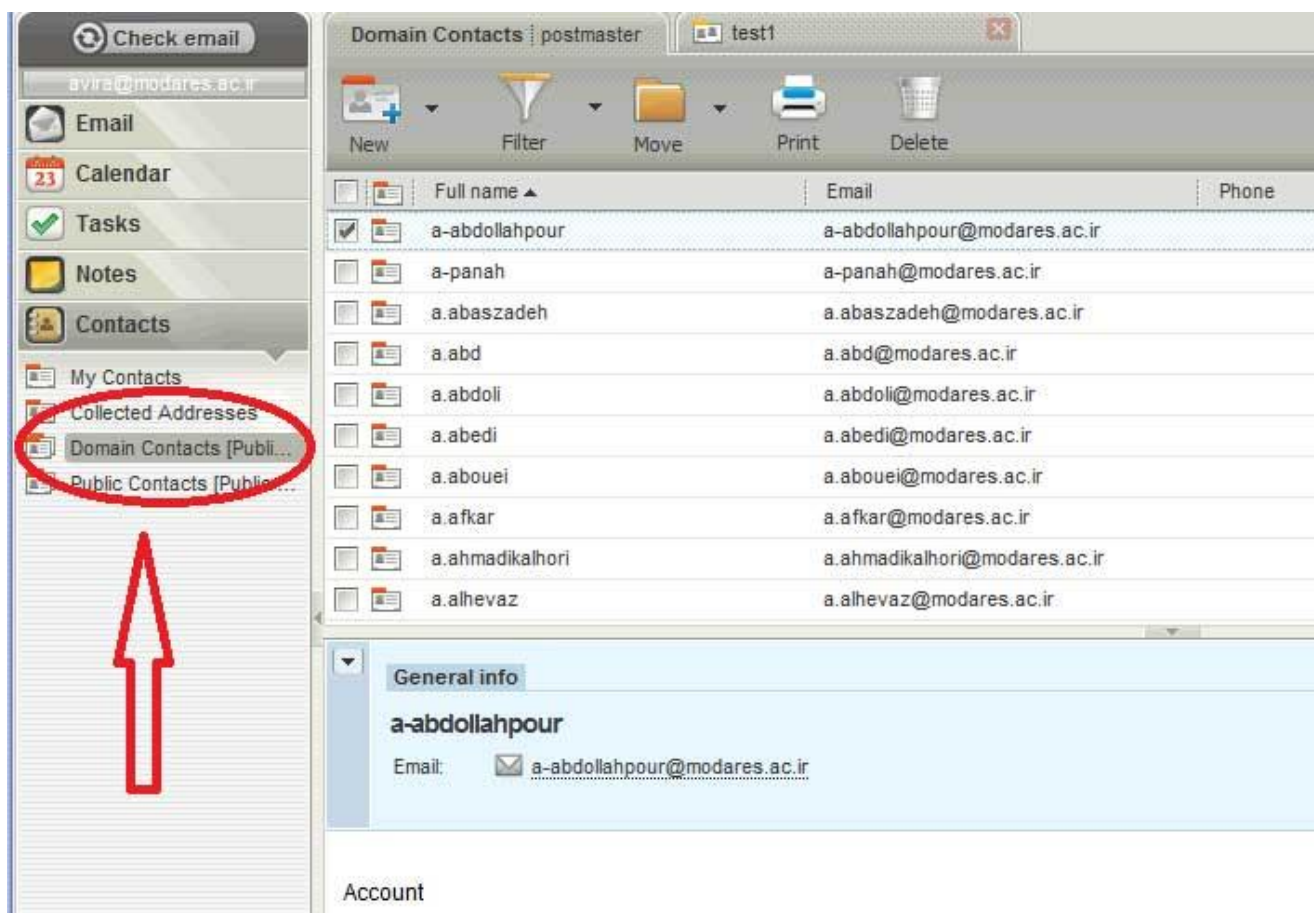 Check email
avira@modares.ac.ir
Email
23
Calendar
Tasks
Notes
Contacts
My Contacts
Collected Addresses
Domain Contacts [Publi...
Public Contacts [Public ...
Domain Contacts postmaster
test1
New
Filter
Move
Print
Delete
Full name Email Phone
a-abdollahpour a-abdollahpour@modares.ac.ir
a-panah a-panah@modares.ac.ir
a.abaszadeh a.abaszadeh@modares.ac.ir
a.abd a.abd@modares.ac.ir
a.abdoli a.abdoli@modares.ac.ir
a.abedi a.abedi@modares.ac.ir
a.abouei a.abouei@modares.ac.ir
a.afkar a.afkar@modares.ac.ir
a.ahmadikalhori a.ahmadikalhori@modares.ac.ir
a.alhevaz a.alhevaz@modares.ac.ir
General info
a-abdollahpour
Email: a-abdollahpour@modares.ac.ir
Account